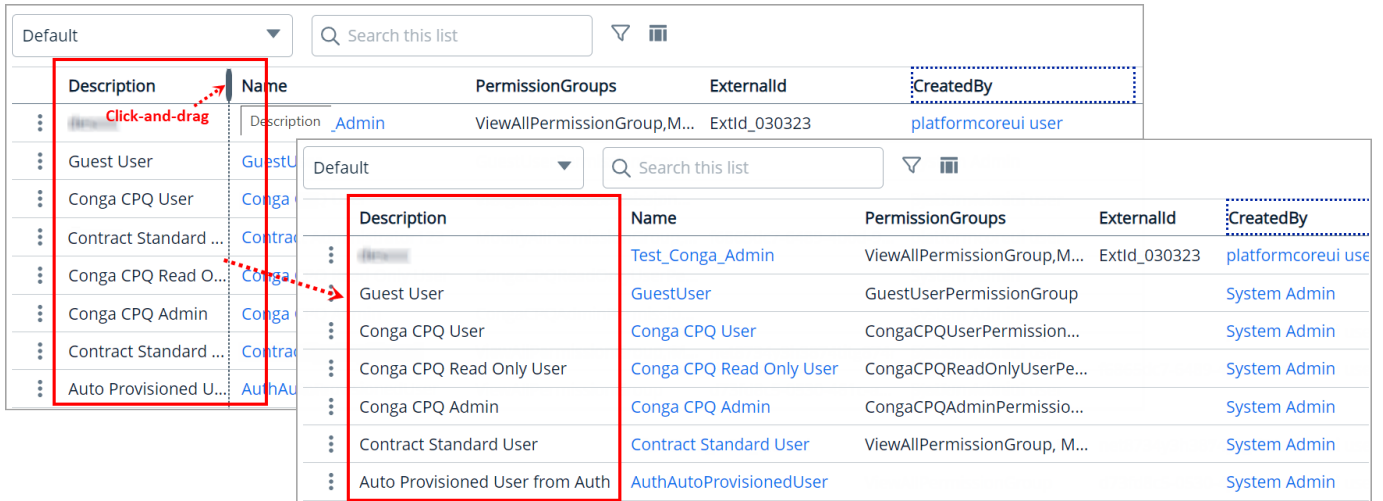 Default
Search this list
Description Name PermissionGroups ExternalId CreatedBy
Click-and-drag
Description _Admin ViewAllPermissionGroup,M... ExtId_030323 platformcoreui user
Guest User GuestU
Conga CPQ User Conga
Contract Standard ... Contrac
Conga CPQ Read O... Conga
Conga CPQ Admin Conga
Contract Standard ... Contrac
Auto Provisioned U... AuthAu
Default
Search this list
Description Name PermissionGroups ExternalId CreatedBy
Test_Conga_Admin ViewAllPermissionGroup,M... ExtId_030323 platformcoreui use
Guest User GuestUser GuestUserPermissionGroup System Admin
Conga CPQ User Conga CPQ User CongaCPQUserPermission... System Admin
Conga CPQ Read Only User Conga CPQ Read Only User CongaCPQReadOnlyUserPe... System Admin
Conga CPQ Admin Conga CPQ Admin CongaCPQAdminPermissio... System Admin
Contract Standard User Contract Standard User ViewAllPermissionGroup, M... System Admin
Auto Provisioned User from Auth AuthAutoProvisionedUser System Admin